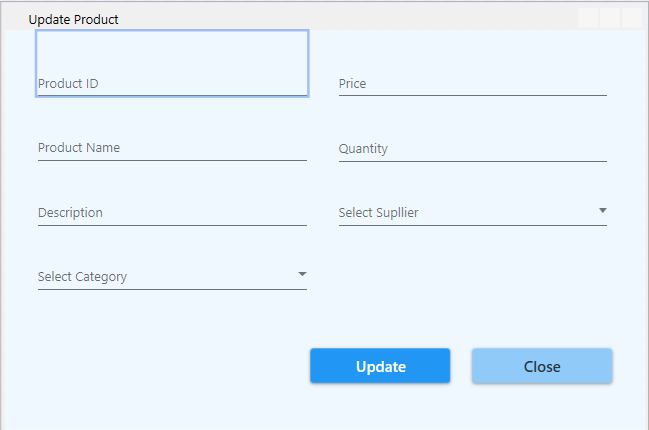 Update Product
Product ID
Price
Product Name
Quantity
Description
Select Supllier
Select Category
Update
Close